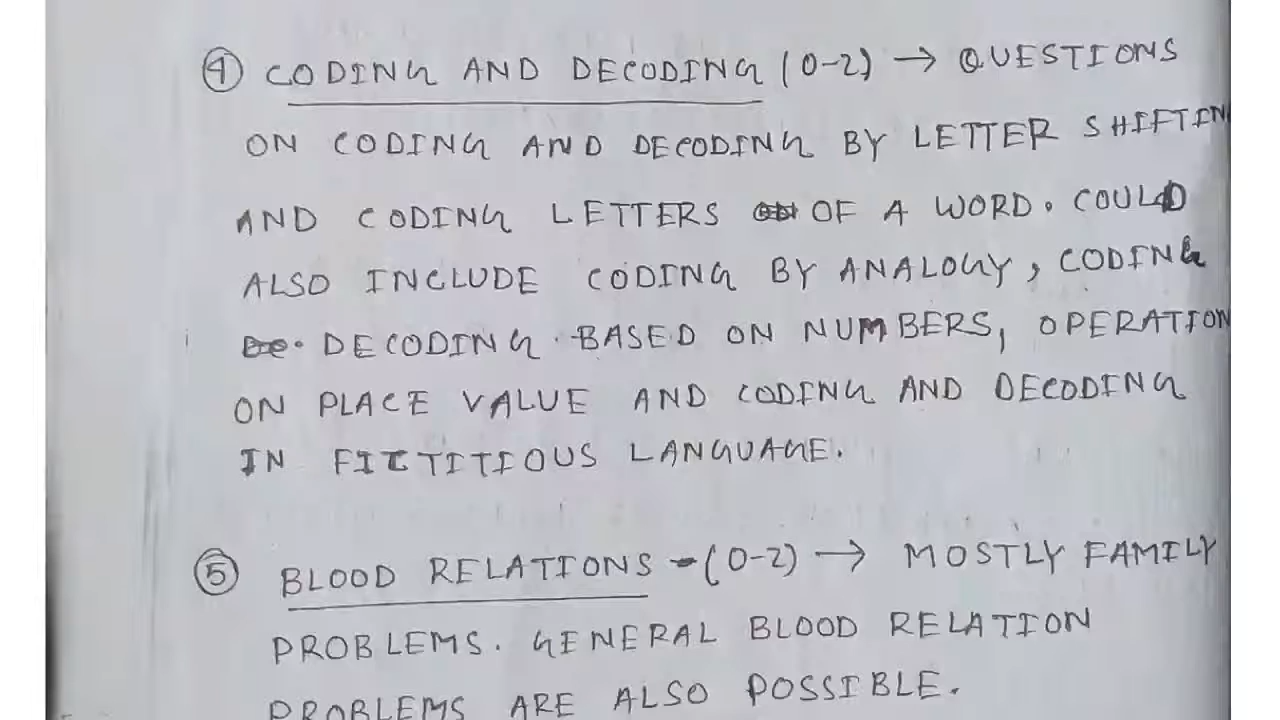 ④ CODING AND DECODING (0-2) → QUESTIONS
ON CODING AND DECODING BY LETTER SHIFTIN
AND CODING LETTERS OF A WORD. COULD
ALSO INCLUDE CODING BY ANALOGY, CODING
DECODING BASED ON NUMBERS, OPERATION
ON PLACE VALUE AND CODING AND DECODING
IN FICTITIOUS LANGUAGE.
⑤ BLOOD RELATIONS - (0-2) → MOSTLY FAMILY
PROBLEMS. GENERAL BLOOD RELATION
PROBLEMS ARE ALSO POSSIBLE.